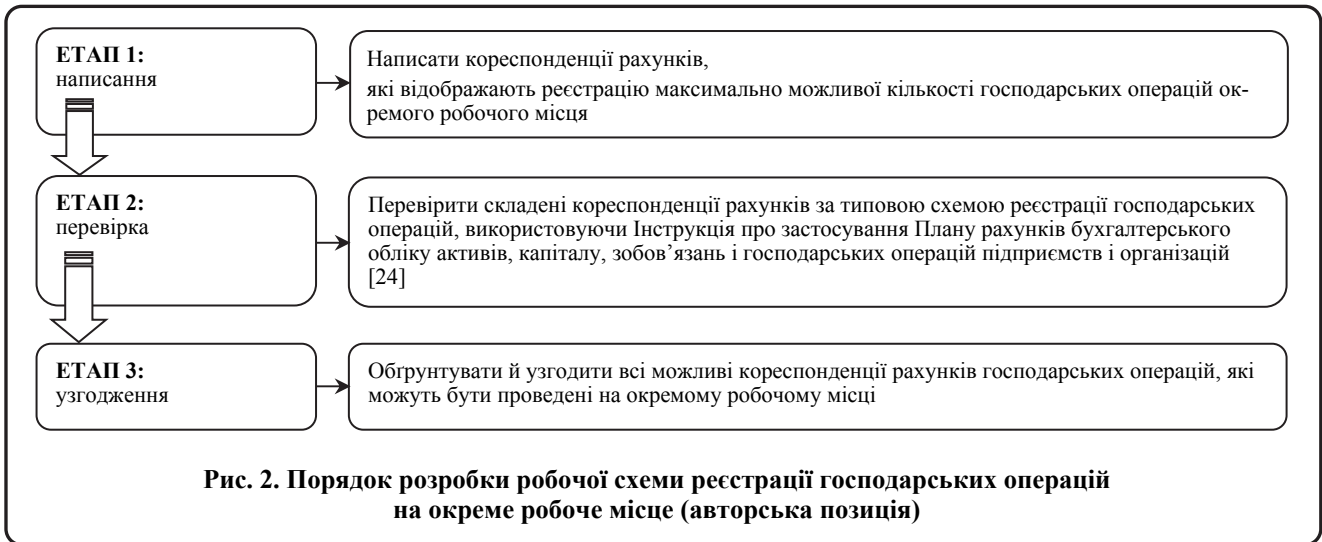 ЕТАП 1:
написання
Написати кореспонденції рахунків,
які відображають реєстрацію максимально можливої кількості господарських операцій ок-
ремого робочого місця
ЕТАП 2:
перевірка
Перевірити складені кореспонденції рахунків за типовою схемою реєстрації господарських
операцій, використовуючи Інструкція про застосування Плану рахунків бухгалтерського
обліку активів, капіталу, зобов’язань і господарських операцій підприємств і організацій
[24]
ЕТАП 3:
узгодження
Обґрунтувати й узгодити всі можливі кореспонденції рахунків господарських операцій, які
можуть бути проведені на окремому робочому місці
Рис. 2. Порядок розробки робочої схеми реєстрації господарських операцій
на окреме робоче місце (авторська позиція)